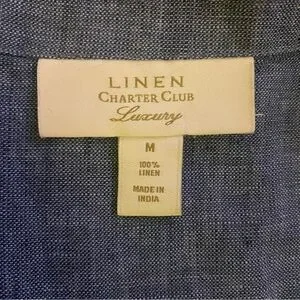 LINEN
CHARTER CLUB
Luxury
M
100%
LINEN
MADE IN
INDIA